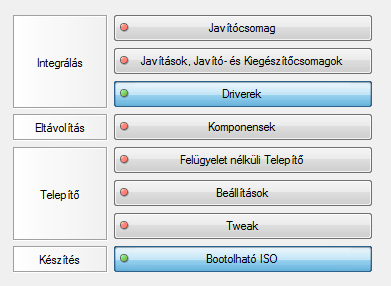 Integrálás
Javítócsomag
Javítások, Javító- és Kiegészítőcsomagok
Driverek
Eltávolítás
Komponensek
Telepítő
Felügyelet nélküli Telepítő
Beállítások
Tweak
Készítés
Bootolható ISO